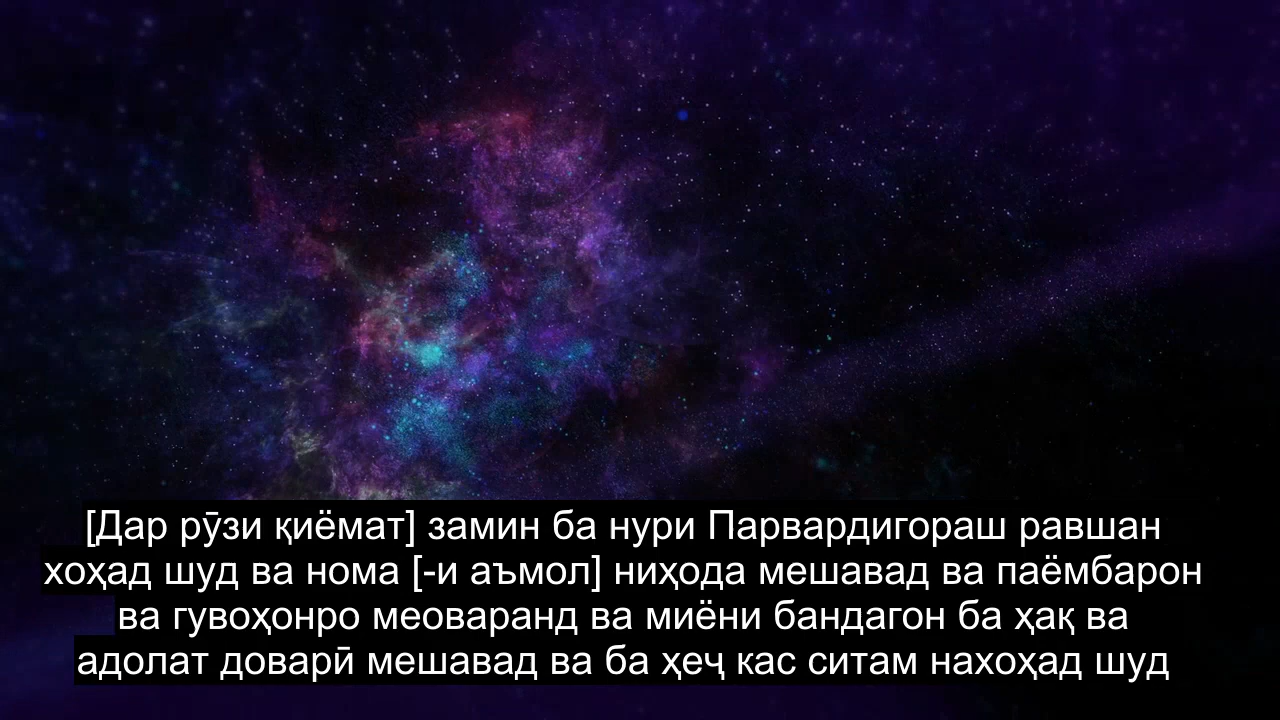 [Дар рӯзи қиёмат] замин ба нури Парвардигораш равшан
хоҳад шуд ва нома [-и аъмол] ниҳода мешавад ва паёмбарон
ва гувоҳонро меоваранд ва миёни бандагон ба ҳақ ва
адолат доварӣ мешавад ва ба ҳеҷ кас ситам нахоҳад шуд